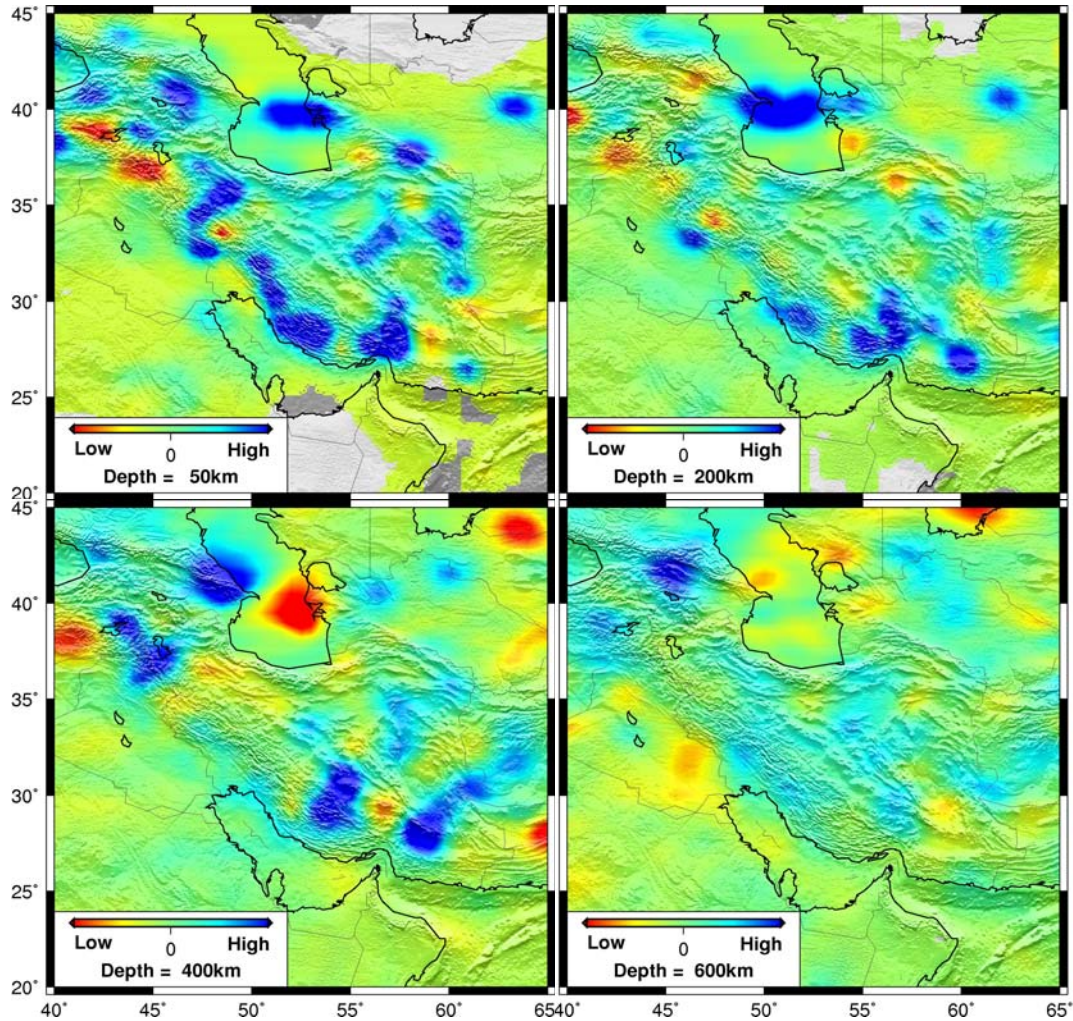 45˚
40˚
35˚
30˚
25˚
20˚
Low 0 High
Depth = 50km
Low 0 High
Depth = 200km
45˚
40˚
35˚
30˚
25˚
20˚
Low 0 High
Depth = 400km
Low 0 High
Depth = 600km
40˚ 45˚ 50˚ 55˚ 60˚ 65˚ 40˚ 45˚ 50˚ 55˚ 60˚ 65˚